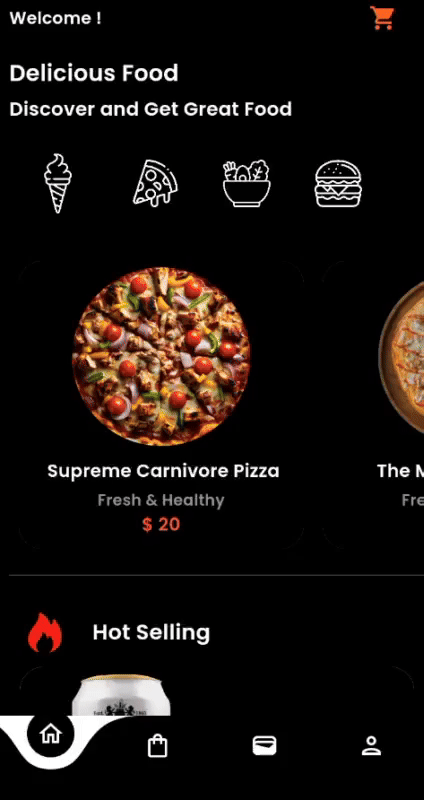 Welcome !
Delicious Food
Discover and Get Great Food
Supreme Carnivore Pizza
The M
Fresh & Healthy
Fre
$ 20
Hot Selling